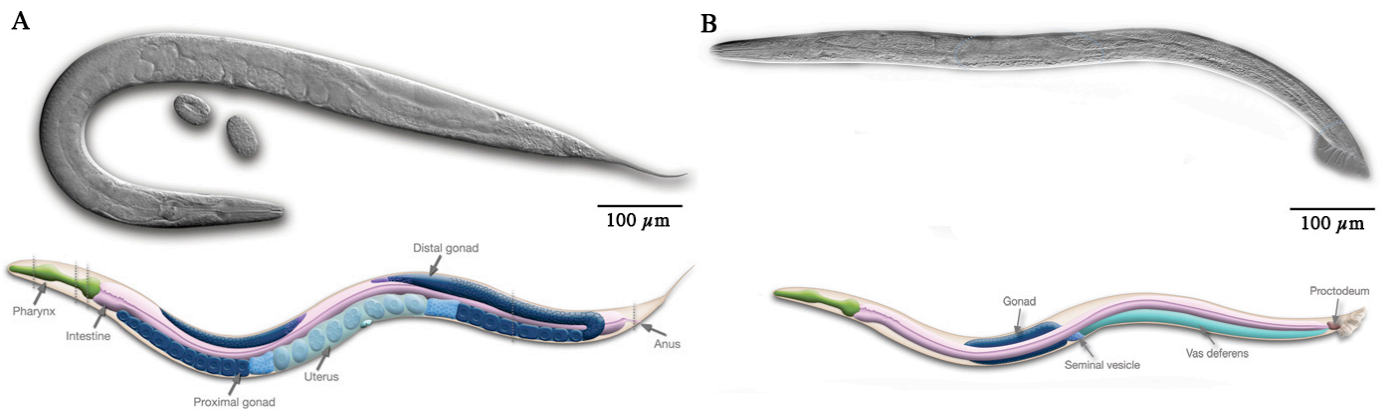 A
B
100 µm
100 µm
Distal gonad
Pharynx
Intestine
Uterus
Proximal gonad
Anus
Gonad
Proctodeum
Seminal vesicle
Vas deferens